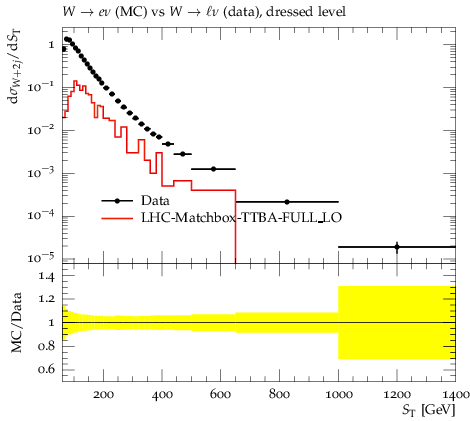 W → eν (MC) vs W → ℓν (data), dressed level
dσ_{W+2j}/dS_T
1
10⁻¹
10⁻²
10⁻³
10⁻⁴
10⁻⁵
Data
LHC-Matchbox-TTBA-FULL_LO
MC/Data
1.4
1.2
1.0
0.8
0.6
200 400 600 800 1000 1200 1400
S_T [GeV]